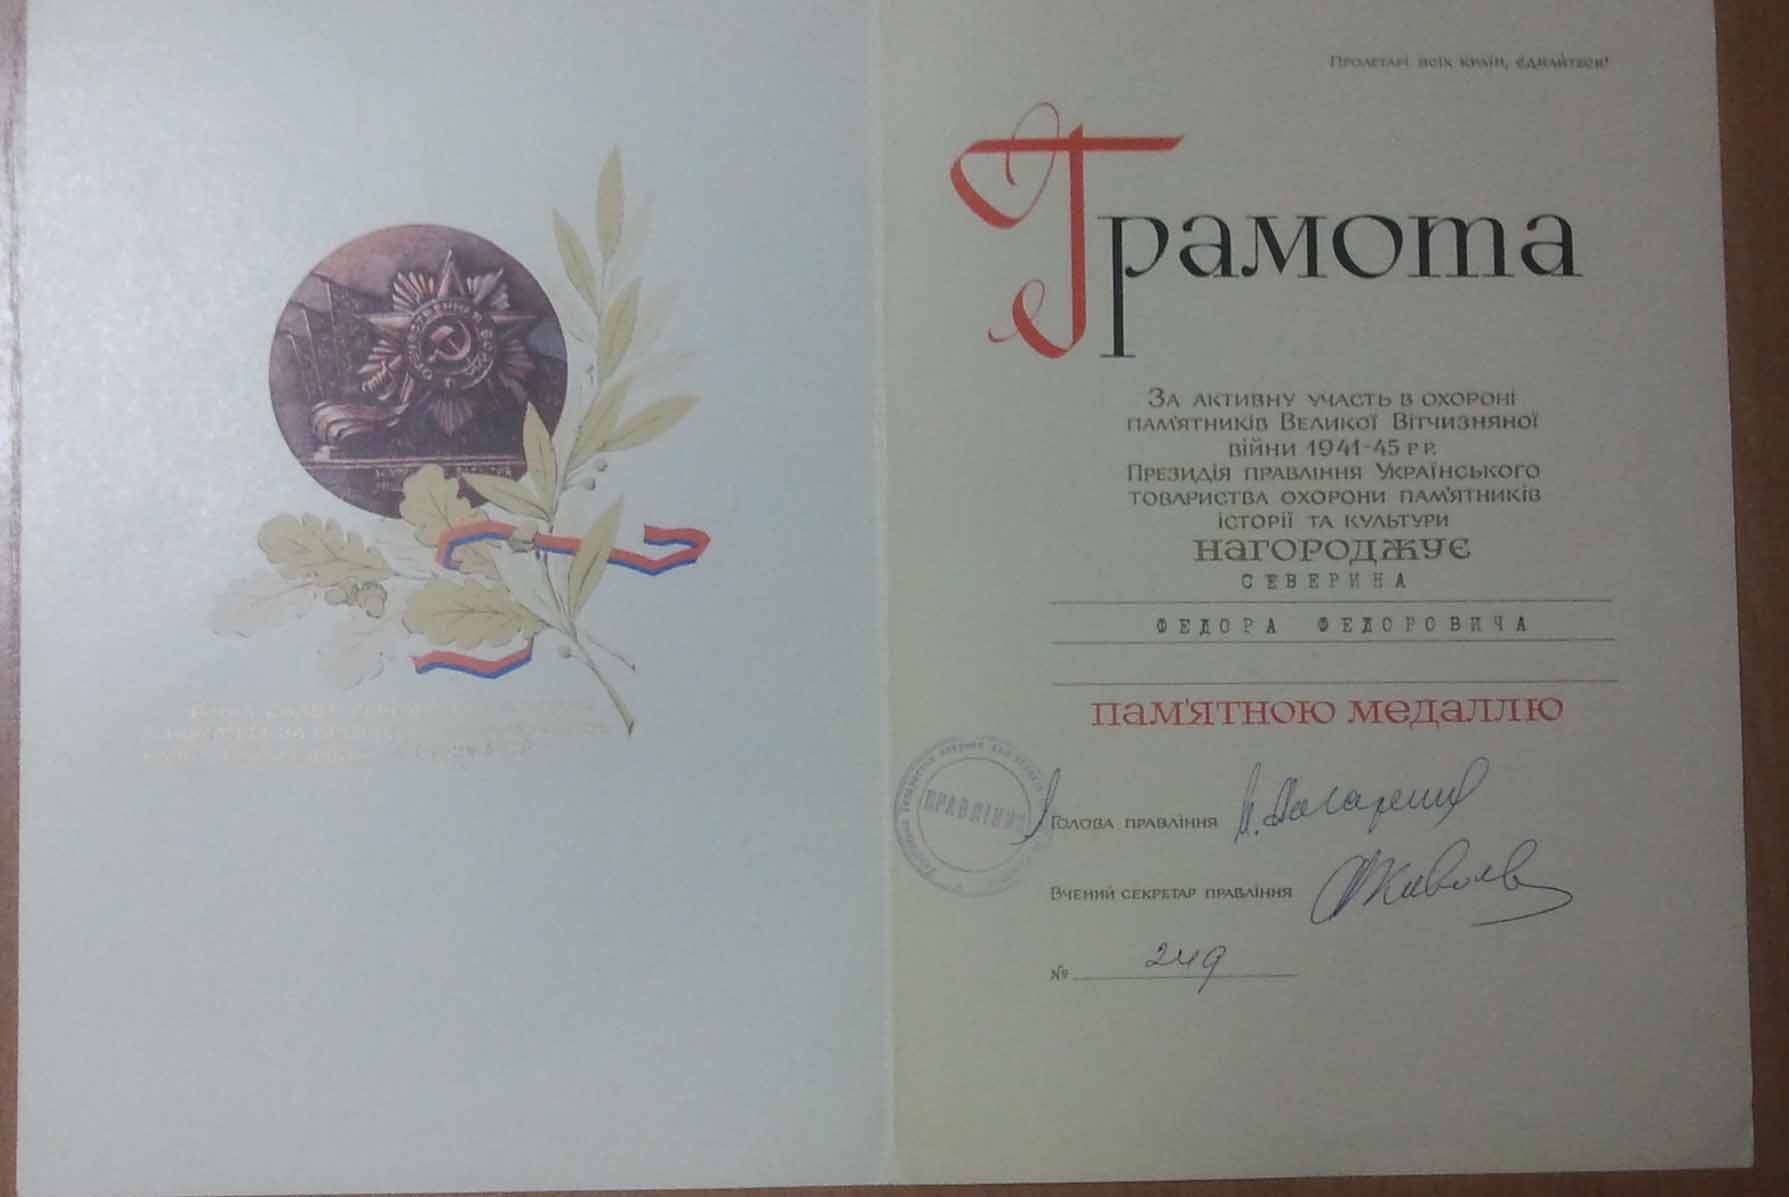 Пролетарі всіх країн, єднайтеся!
Грамота
За активну участь в охороні
пам'ятників Великої Вітчизняної
війни 1941-45 рр.
Президія правління Українського
товариства охорони пам'ятників
історії та культури
нагороджує
СЕВЕРИНА
ФЕДОРА ФЕДОРОВИЧА
пам'ятною медаллю
ПРАВЛІННЯ
Голова правління
Вчений секретар правління
№ 249